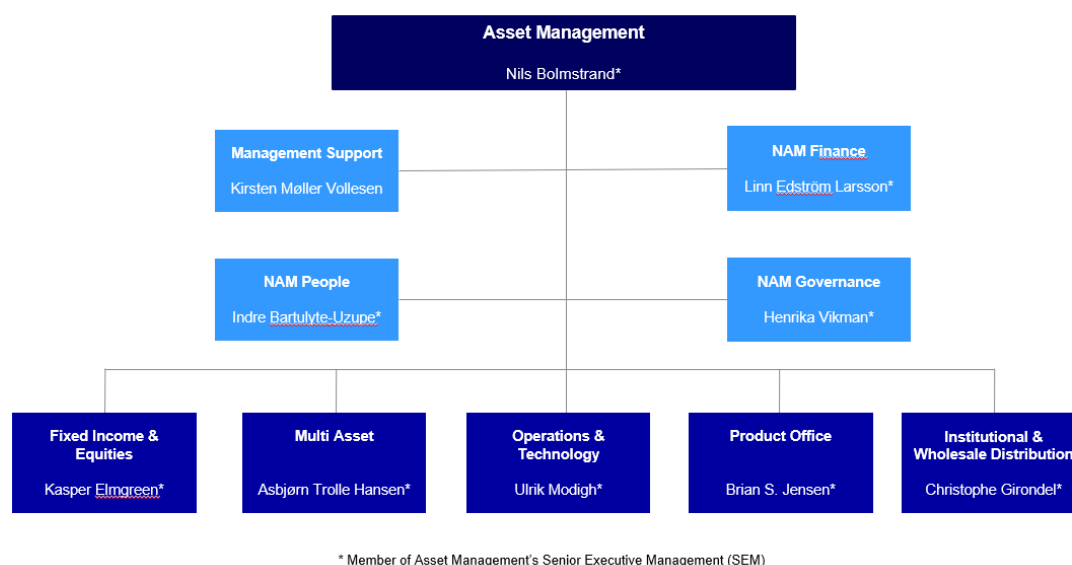 Asset Management
Nils Bolmstrand*
Management Support
Kirsten Møller Vollesen
NAM Finance
Linn Edström Larsson*
NAM People
Indre Bartulyte-Uzupe*
NAM Governance
Henrika Vikman*
Fixed Income &
Equities
Kasper Elmgreen*
Multi Asset
Asbjørn Trolle Hansen*
Operations &
Technology
Ulrik Modigh*
Product Office
Brian S. Jensen*
Institutional &
Wholesale Distribution
Christophe Girondel*
* Member of Asset Management's Senior Executive Management (SEM)